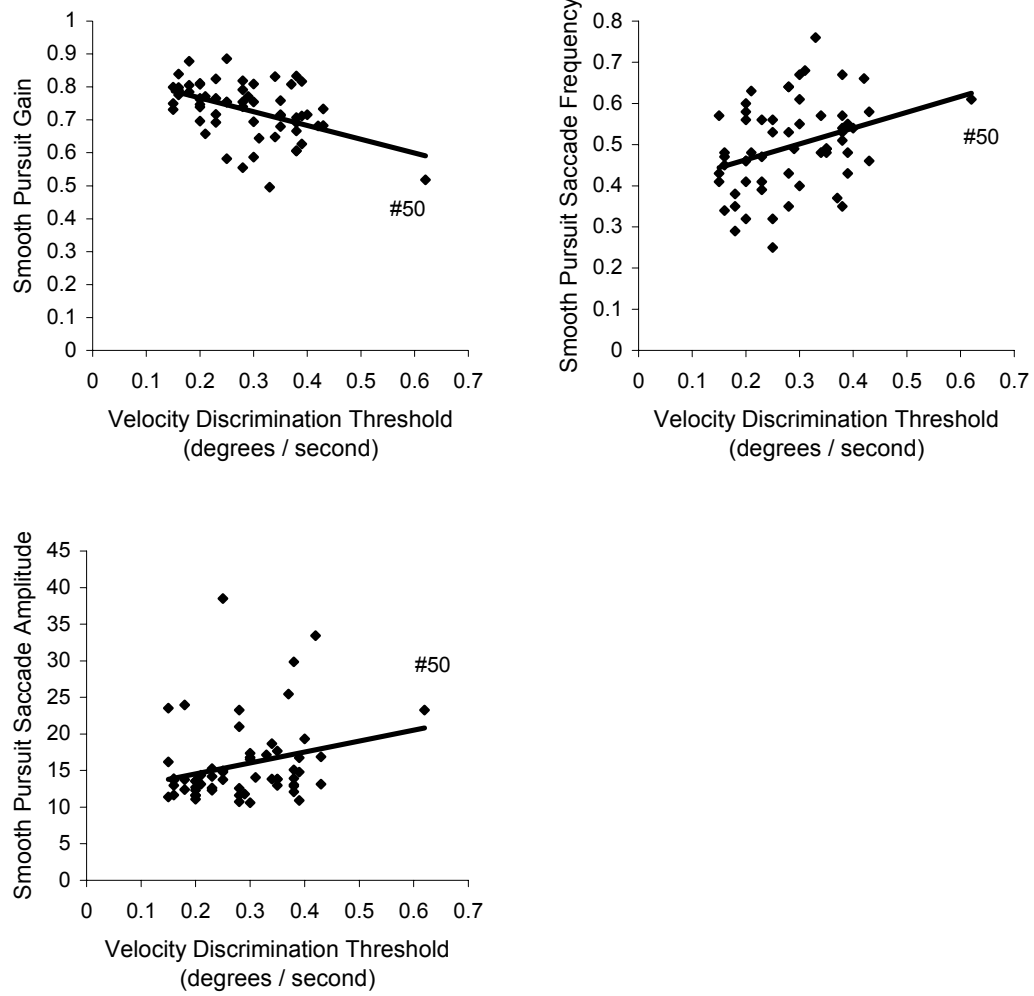 Smooth Pursuit Gain
1
0.9
0.8
0.7
0.6
0.5
0.4
0.3
0.2
0.1
0
#50
0 0.1 0.2 0.3 0.4 0.5 0.6 0.7
Velocity Discrimination Threshold
(degrees / second)
Smooth Pursuit Saccade Frequency
0.8
0.7
0.6
0.5
0.4
0.3
0.2
0.1
0
#50
0 0.1 0.2 0.3 0.4 0.5 0.6 0.7
Velocity Discrimination Threshold
(degrees / second)
Smooth Pursuit Saccade Amplitude
45
40
35
30
25
20
15
10
5
0
#50
0 0.1 0.2 0.3 0.4 0.5 0.6 0.7
Velocity Discrimination Threshold
(degrees / second)